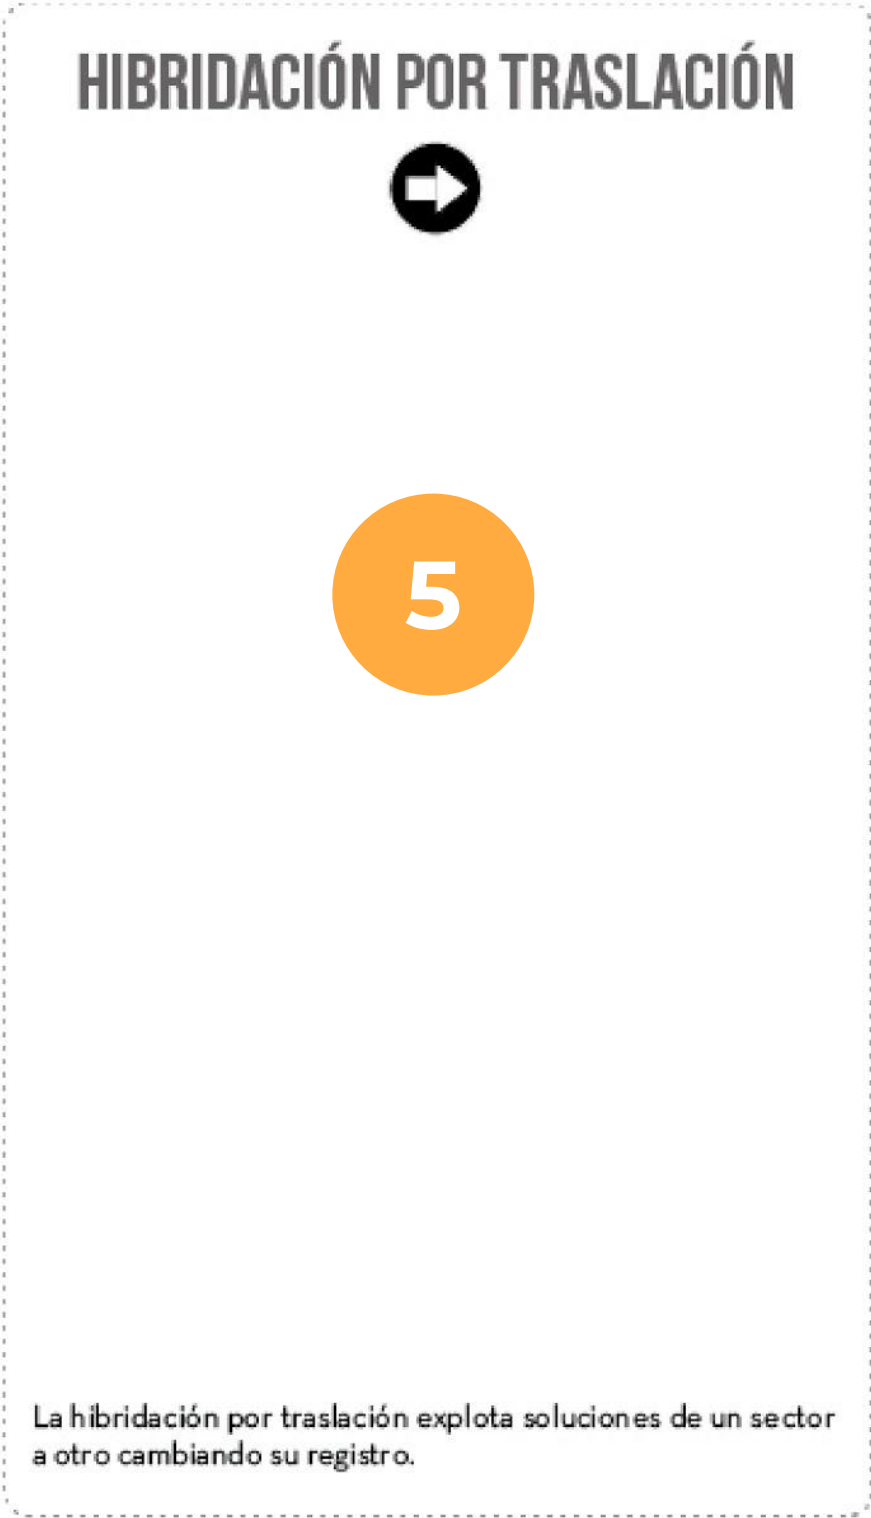 HIBRIDACIÓN POR TRASLACIÓN
5
La hibridación por traslación explota soluciones de un sector
a otro cambiando su registro.